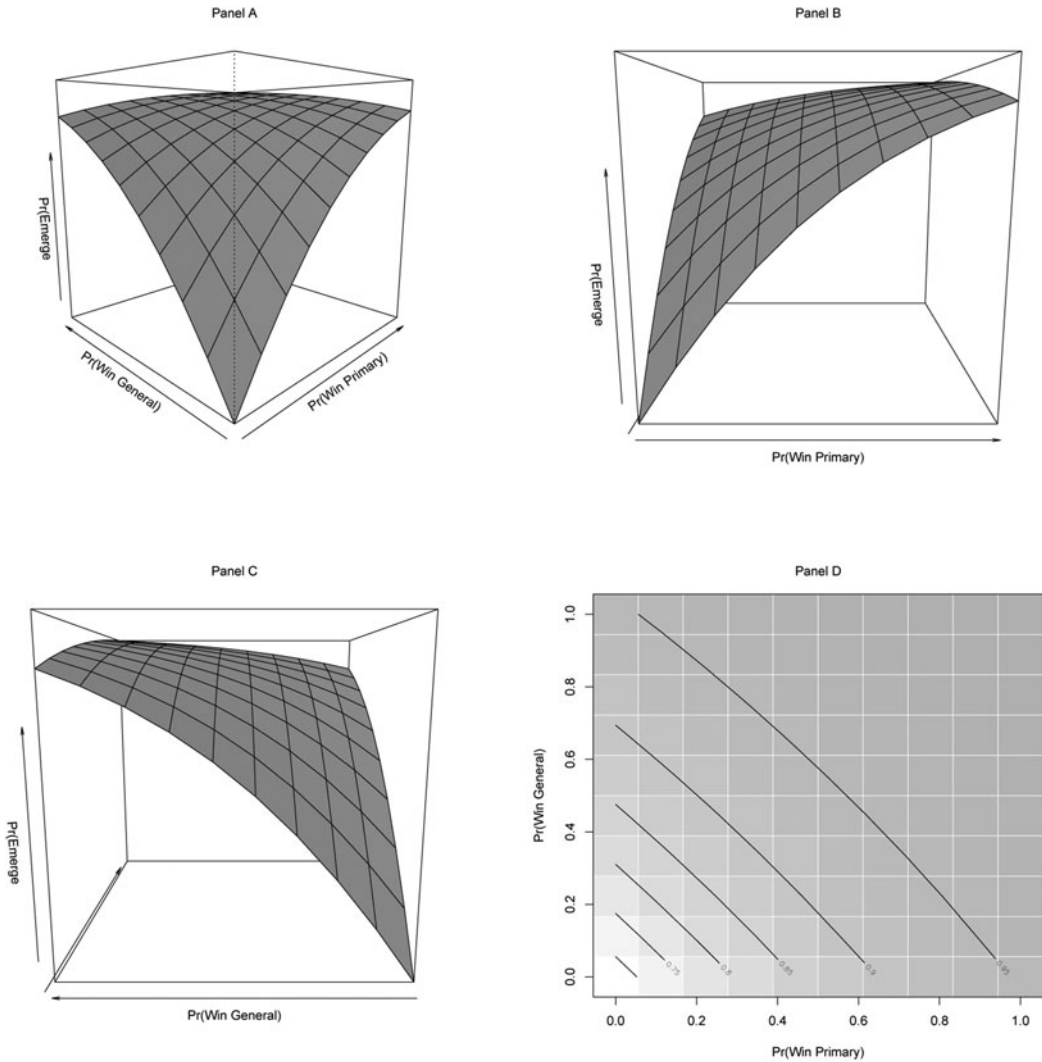 Panel A
Pr(Emerge
Pr(Win General)
Pr(Win Primary)
Panel B
Pr(Emerge
Pr(Win Primary)
Panel C
Pr(Emerge
Pr(Win General)
Panel D
Pr(Win General)
1.0
0.8
0.6
0.4
0.2
0.0
0.75
0.8
0.85
0.9
0.95
0.0 0.2 0.4 0.6 0.8 1.0
Pr(Win Primary)